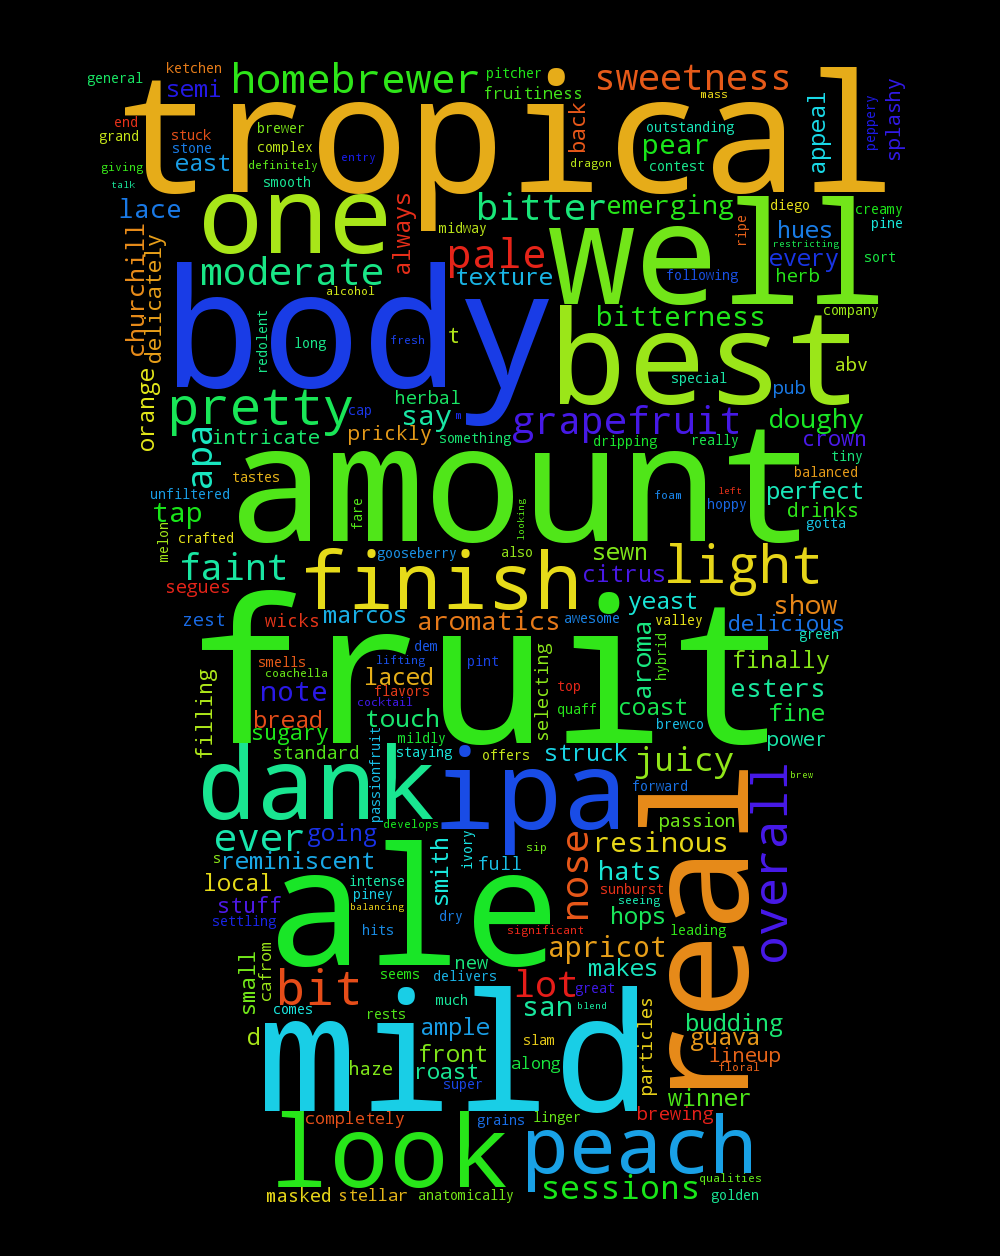 ketchen
general
semi
homebrewer
pitcher
fruitiness
sweetness
mass
tropical
end
grand
stuck
stone
east
giving
talk
brewer
complex
definitely
smooth
entry
back
dragon
outstanding
pear
contest
appeal
peppery
splashy
lace
one
always
bitter
midway
emerging
ripe
diego
hues
restricting
every
creamy
pine
sort
churchill
delicately
moderate
alcohol
pale
texture
well
following
herb
company
body
redolent
long
fresh
t
bitterness
best
special
abv
pub
orange
pretty
cap
herbal
say
m
grapefruit
doughy
crown
apa
intricate
prickly
something
dripping
really
tiny
balanced
tastes
unfiltered
amount
fare
looking
foam
left
hoppy
perfect
drinks
gotta
tap
melon
crafted
faint
segues
finish
gooseberry
also
sewn
citrus
light
zest
wicks
marcos
aromatics
awesome
yeast
valley
show
delicious
green
fruit
smells
coachella
note
bread
sugary
standard
filling
dem
lifting
laced
flavors
cocktail
touch
mildly
staying
passionfruit
pint
selecting
top
quaff
offers
aroma
hybrid
coast
brewco
finally
esters
fine
power
dank
ipa
struck
juicy
forward
brew
develops
passion
real
overall
ever
going
s
reminiscent
local
stuff
settling
ale
intense
piney
balancing
hits
smith
ivory
full
sip
dry
nose
resinous
hats
sunburst
seeing
hops
leading
significant
apricot
small
cafrom
bit
comes
seems
new
delivers
much
rests
lot
great
san
blend
makes
particles
budding
guava
lineup
floral
d
mild
haze
ample
front
roast
super
slam
along
winner
brewing
completely
look
grains
linger
peach
masked
stellar
anatomically
sessions
qualities
golden